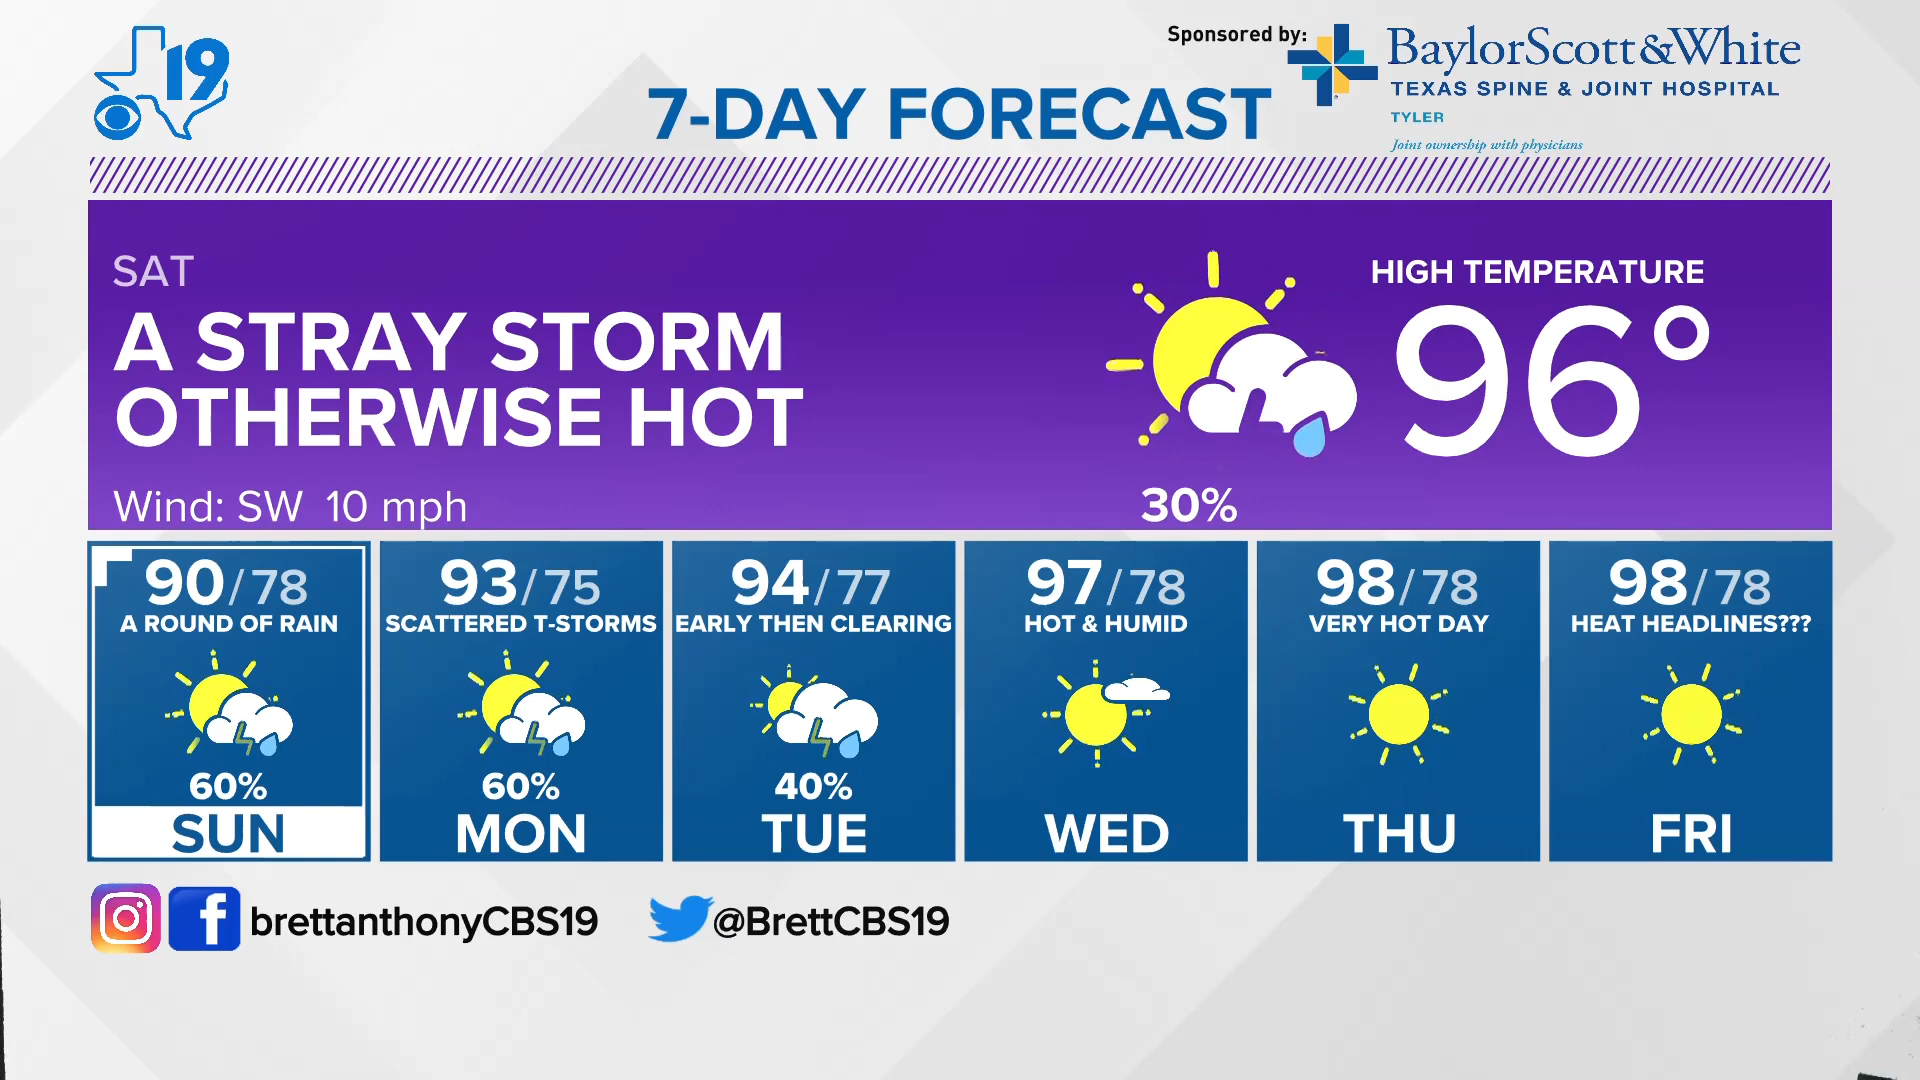 19
Sponsored by:
BaylorScott&White
TEXAS SPINE & JOINT HOSPITAL
TYLER
Joint ownership with physicians
7-DAY FORECAST
SAT
A STRAY STORM
OTHERWISE HOT
Wind: SW 10 mph
30%
HIGH TEMPERATURE
96°
90/78
A ROUND OF RAIN
60%
SUN
93/75
SCATTERED T-STORMS
60%
MON
94/77
EARLY THEN CLEARING
40%
TUE
97/78
HOT & HUMID
WED
98/78
VERY HOT DAY
THU
98/78
HEAT HEADLINES???
FRI
brettanthonyCBS19
@BrettCBS19